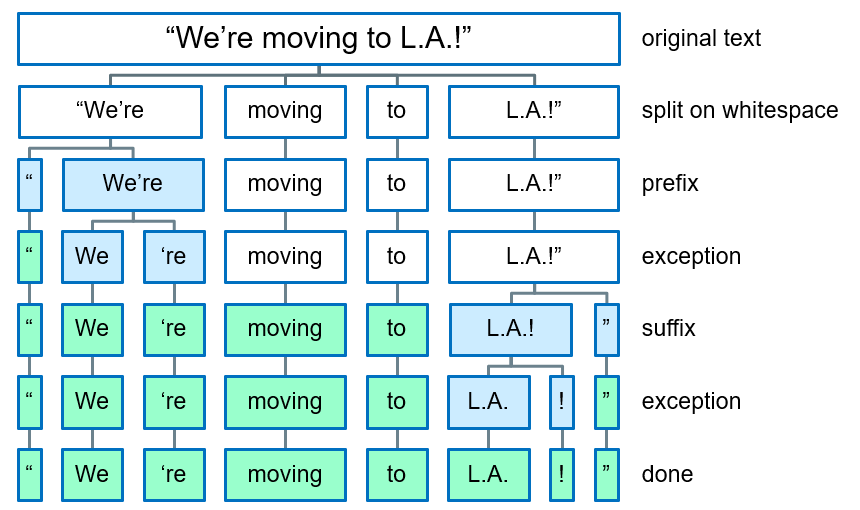 “We’re moving to L.A.!” original text
“We’re moving to L.A.!” split on whitespace
“ We’re moving to L.A.!” prefix
“ We ‘re moving to L.A.!” exception
“ We ‘re moving to L.A.! ” suffix
“ We ‘re moving to L.A. ! ” exception
“ We ‘re moving to L.A. ! ” done